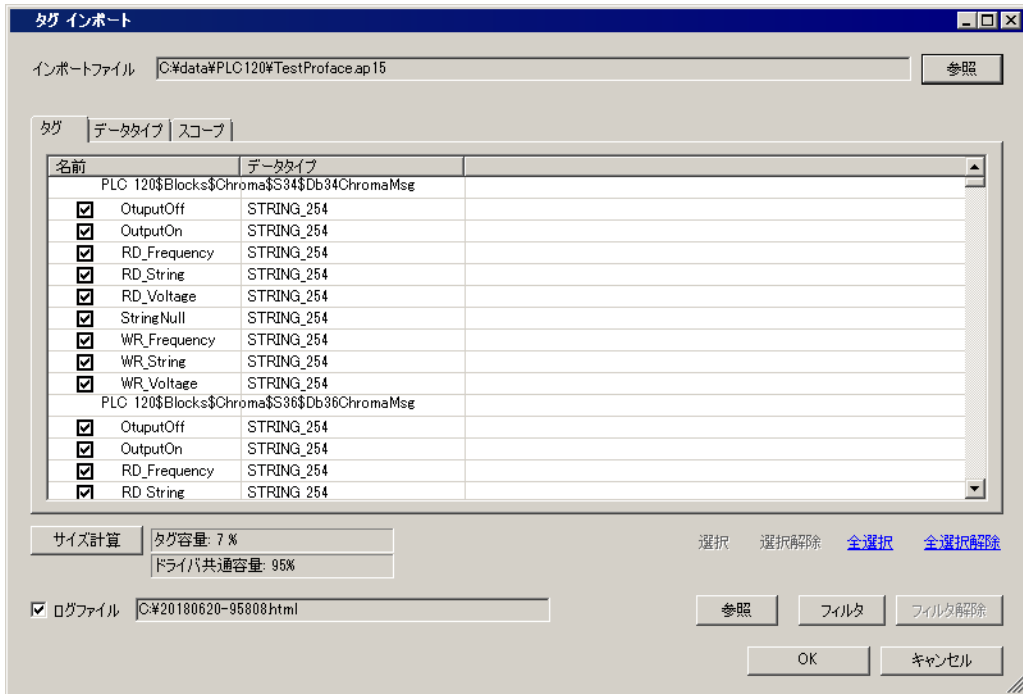 タグ インポート
インポートファイル C:¥data¥PLC120¥TestProface.ap15 参照
タグ データタイプ スコープ
名前 データタイプ
PLC 120$Blocks$Chroma$S34$Db34ChromaMsg
OtuputOff STRING_254
OutputOn STRING_254
RD_Frequency STRING_254
RD_String STRING_254
RD_Voltage STRING_254
StringNull STRING_254
WR_Frequency STRING_254
WR_String STRING_254
WR_Voltage STRING_254
PLC 120$Blocks$Chroma$S36$Db36ChromaMsg
OtuputOff STRING_254
OutputOn STRING_254
RD_Frequency STRING_254
RD_String STRING_254
サイズ計算 タグ容量: 7 % 選択 選択解除 全選択 全選択解除
ドライバ共通容量: 95%
ログファイル C:¥20180620-95808.html 参照 フィルタ フィルタ解除
OK キャンセル